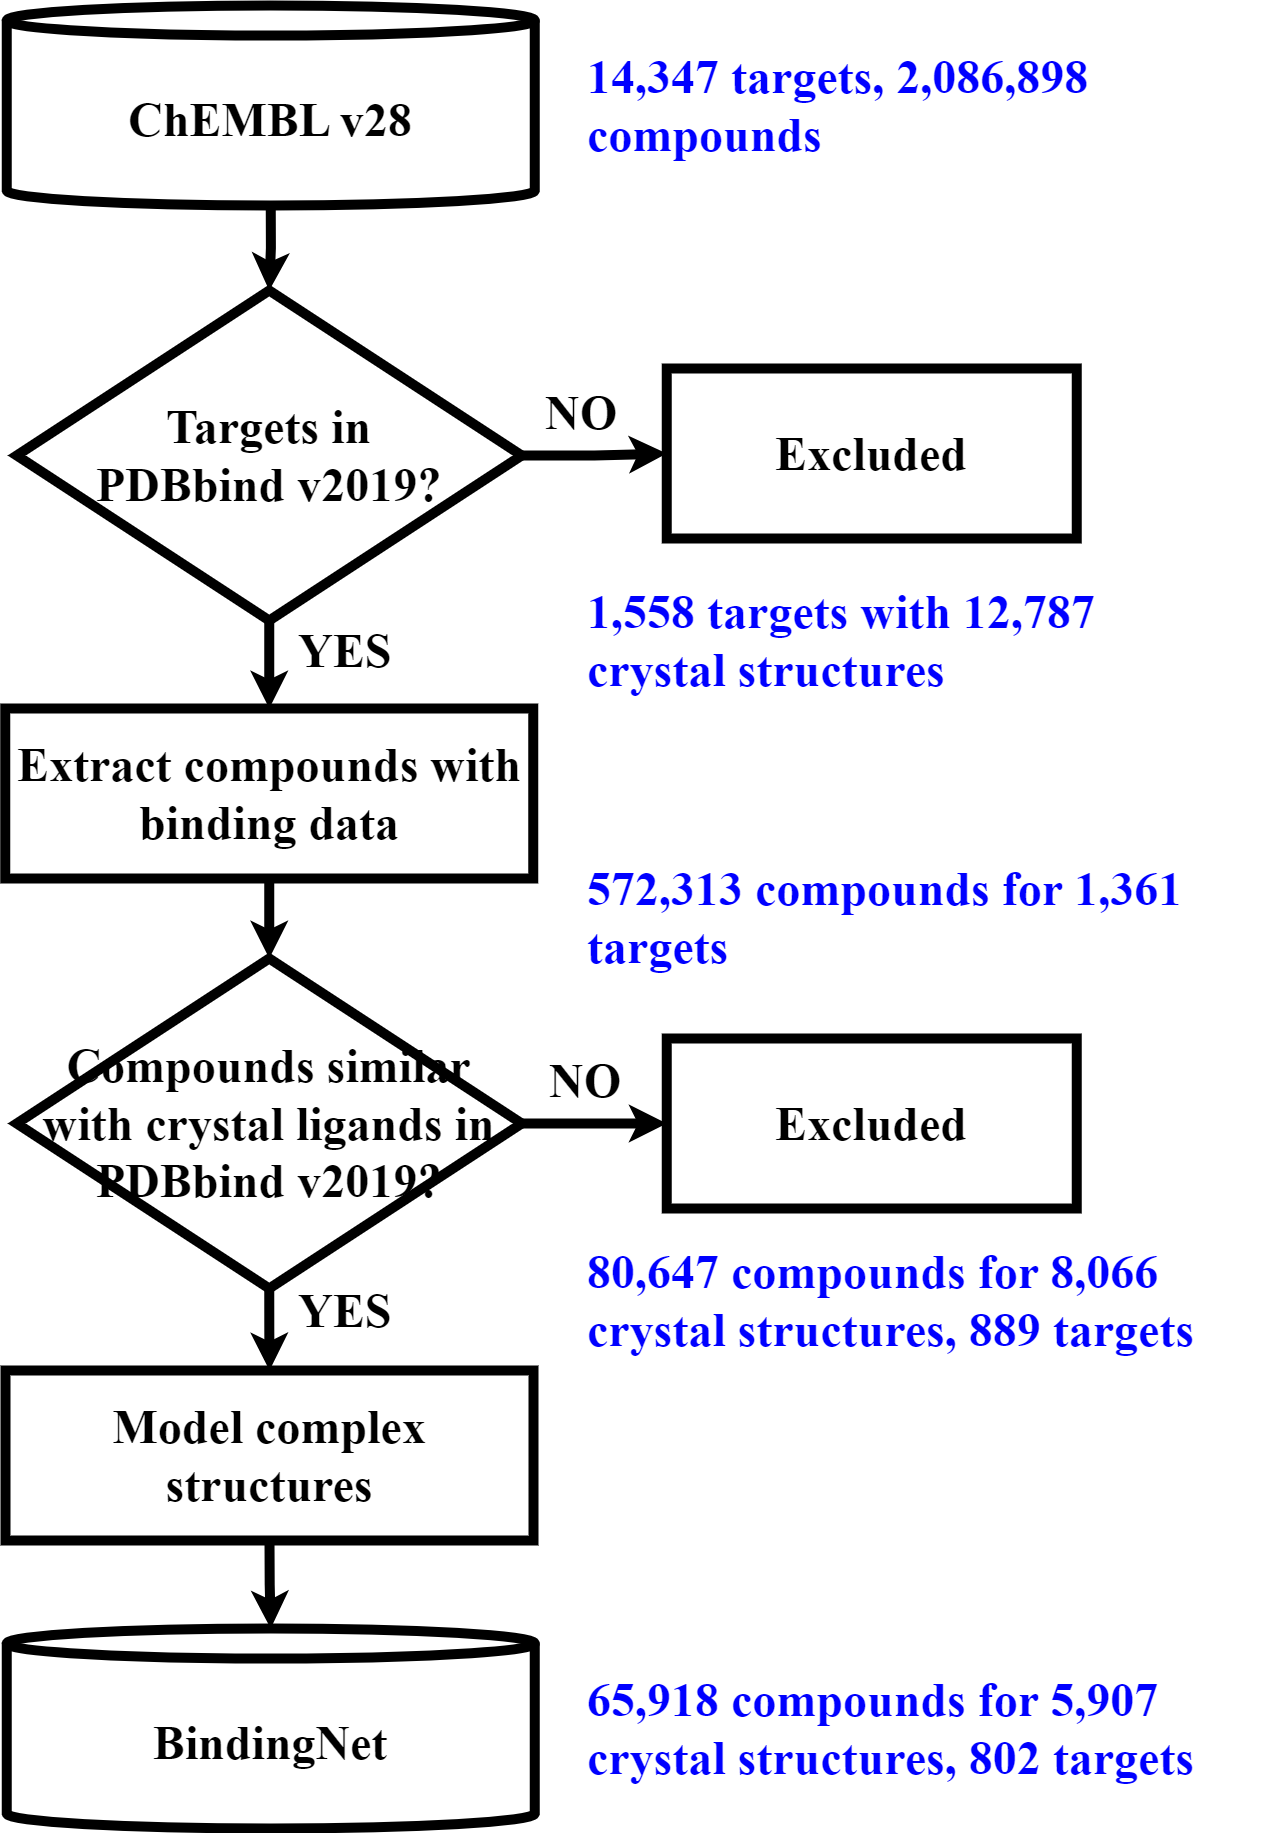 ChEMBL v28
14,347 targets, 2,086,898
compounds
Targets in
PDBbind v2019?
NO
Excluded
YES
1,558 targets with 12,787
crystal structures
Extract compounds with
binding data
572,313 compounds for 1,361
targets
Compounds similar
with crystal ligands in
PDBbind v2019?
NO
Excluded
YES
80,647 compounds for 8,066
crystal structures, 889 targets
Model complex
structures
BindingNet
65,918 compounds for 5,907
crystal structures, 802 targets